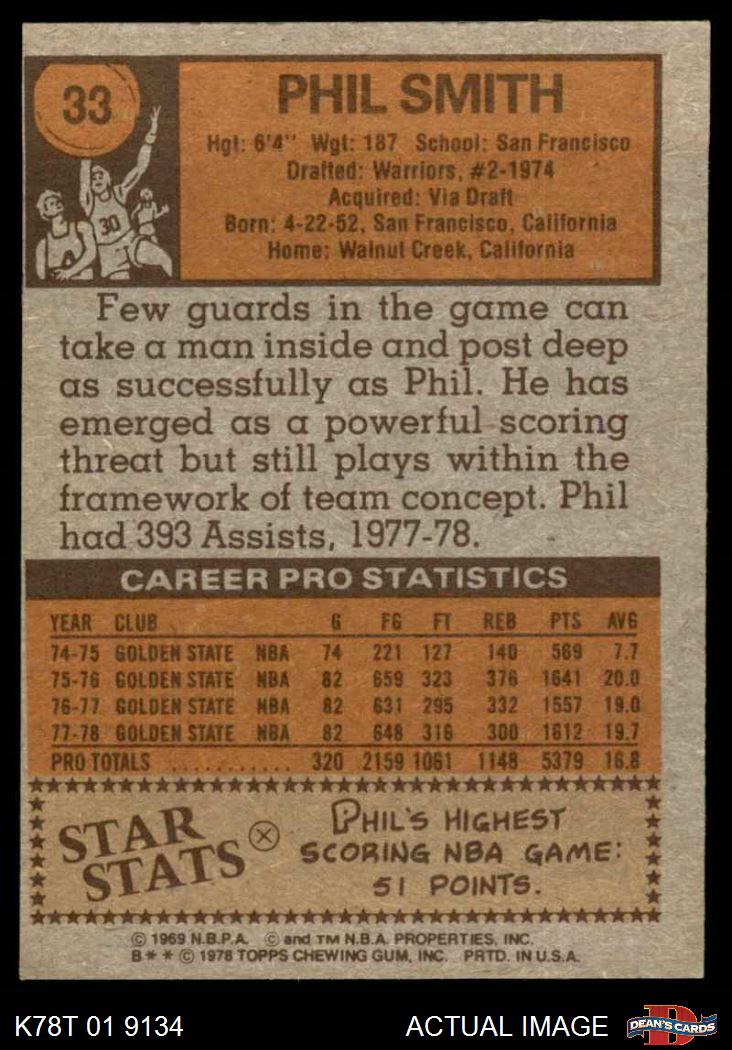 33
PHIL SMITH
Hgt: 6'4" Wgt: 187 School: San Francisco
Drafted: Warriors, #2-1974
Acquired: Via Draft
Born: 4-22-52, San Francisco, California
Home: Walnut Creek, California
30
Few guards in the game can
take a man inside and post deep
as successfully as Phil. He has
emerged as a powerful scoring
threat but still plays within the
framework of team concept. Phil
had 393 Assists, 1977-78.
CAREER PRO STATISTICS
YEAR CLUB G FG FT REB PTS AVG
74-75 GOLDEN STATE NBA 74 221 127 140 569 7.7
75-76 GOLDEN STATE NBA 82 659 323 376 1641 20.0
76-77 GOLDEN STATE NBA 82 631 295 332 1557 19.0
77-78 GOLDEN STATE NBA 82 648 316 300 1612 19.7
PRO TOTALS ........... 320 2159 1061 1148 5379 16.8
STAR
STATS
PHIL'S HIGHEST
SCORING NBA GAME:
51 POINTS.
© 1969 N.B.P.A. © and TM N.B.A. PROPERTIES, INC.
B * * © 1978 TOPPS CHEWING GUM, INC. PRTD. IN U.S.A.
K78T 01 9134
ACTUAL IMAGE
DEAN'S CARDS